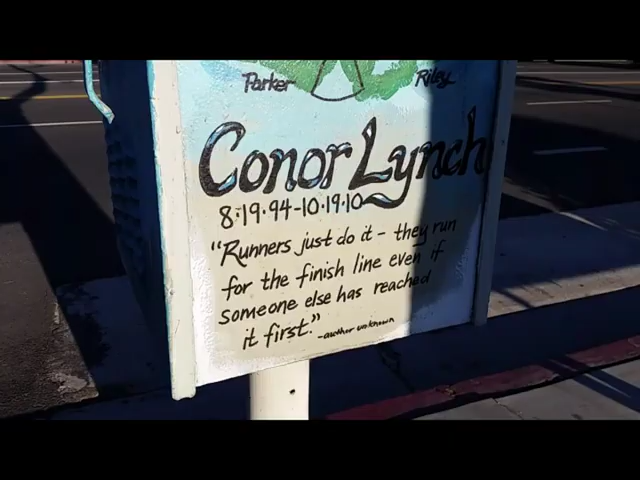 Parker Riley
Conor Lynch
8·19·94-10·19·10
"Runners just do it - they run
for the finish line even if
someone else has reached
it first."
-author unknown